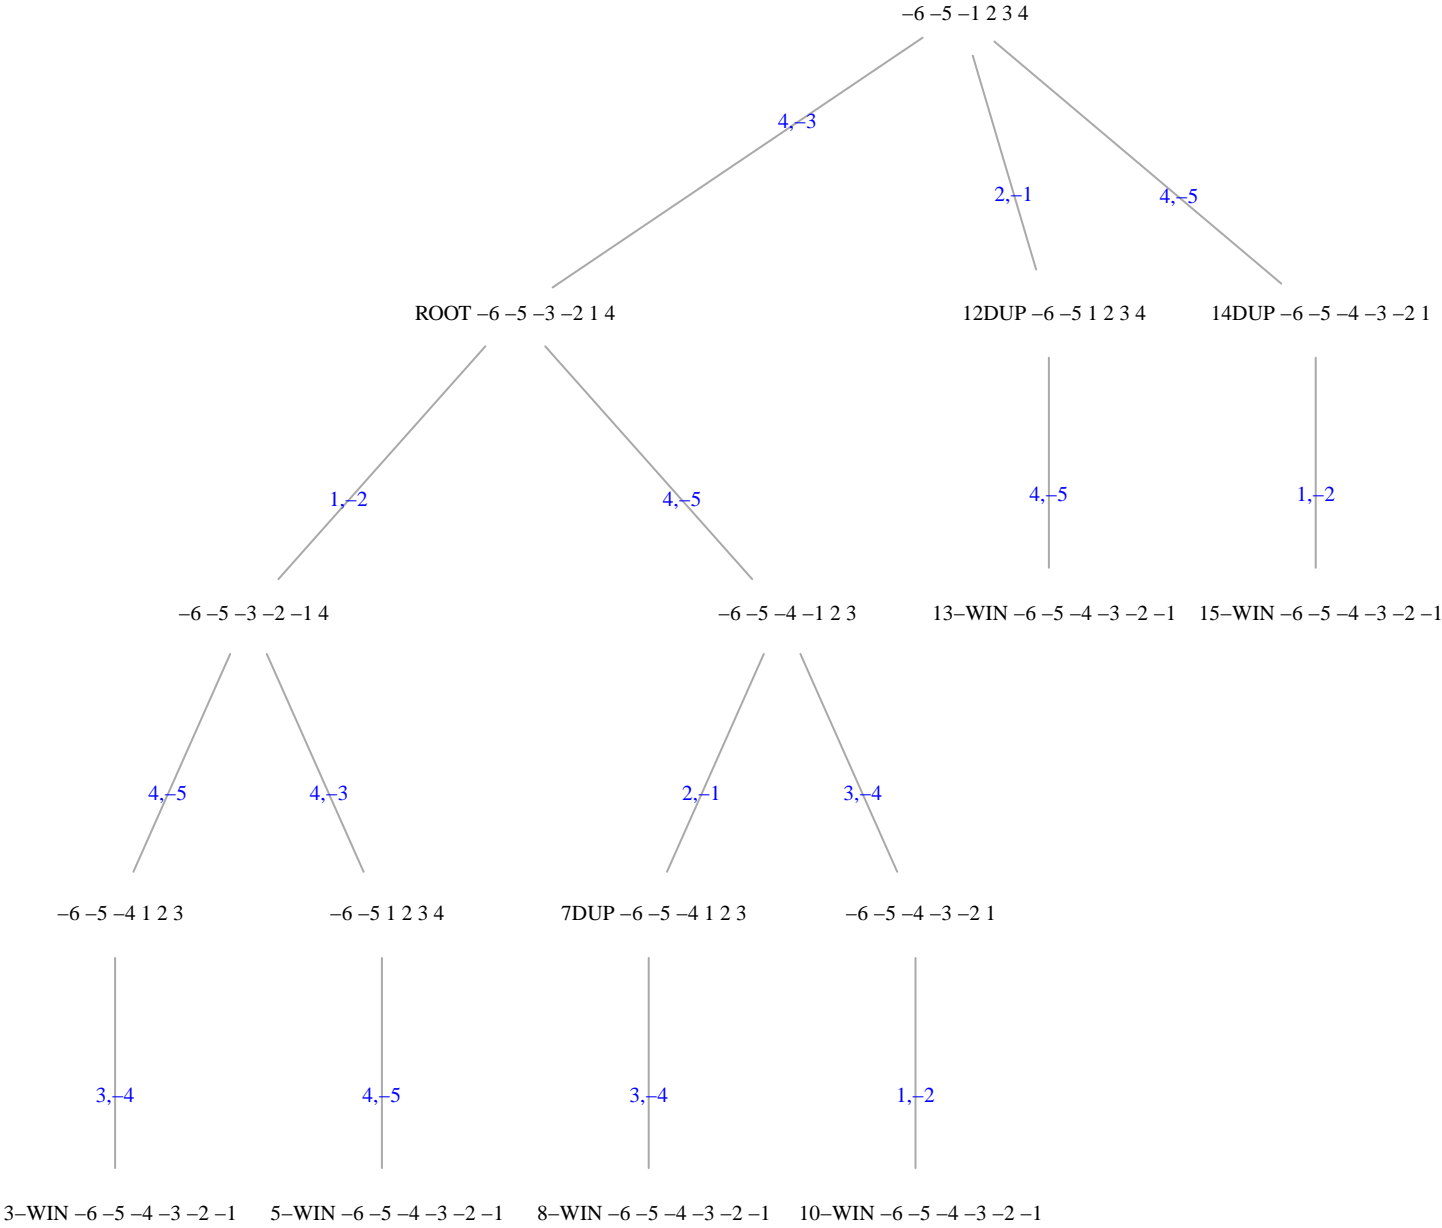 –6 –5 –1 2 3 4
4,–3
2,–1
4,–5
ROOT –6 –5 –3 –2 1 4
12DUP –6 –5 1 2 3 4
14DUP –6 –5 –4 –3 –2 1
1,–2
4,–5
4,–5
1,–2
–6 –5 –3 –2 –1 4
–6 –5 –4 –1 2 3
13–WIN –6 –5 –4 –3 –2 –1
15–WIN –6 –5 –4 –3 –2 –1
4,–5
4,–3
2,–1
3,–4
–6 –5 –4 1 2 3
–6 –5 1 2 3 4
7DUP –6 –5 –4 1 2 3
–6 –5 –4 –3 –2 1
3,–4
4,–5
3,–4
1,–2
3–WIN –6 –5 –4 –3 –2 –1
5–WIN –6 –5 –4 –3 –2 –1
8–WIN –6 –5 –4 –3 –2 –1
10–WIN –6 –5 –4 –3 –2 –1